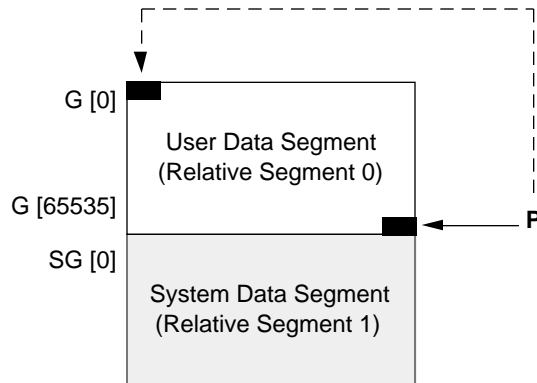 G [0]
User Data Segment
(Relative Segment 0)
G [65535]
P
SG [0]
System Data Segment
(Relative Segment 1)